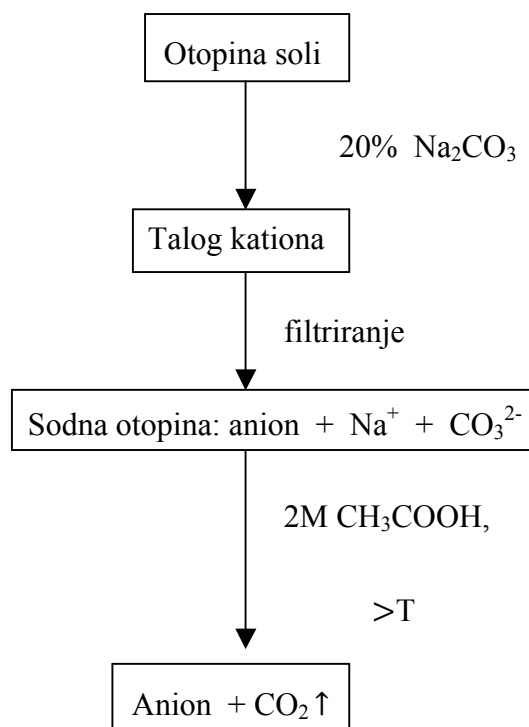 Otopina soli
20% Na₂CO₃
Talog kationa
filtriranje
Sodna otopina: anion + Na⁺ + CO₃²⁻
2M CH₃COOH,
>T
Anion + CO₂↑